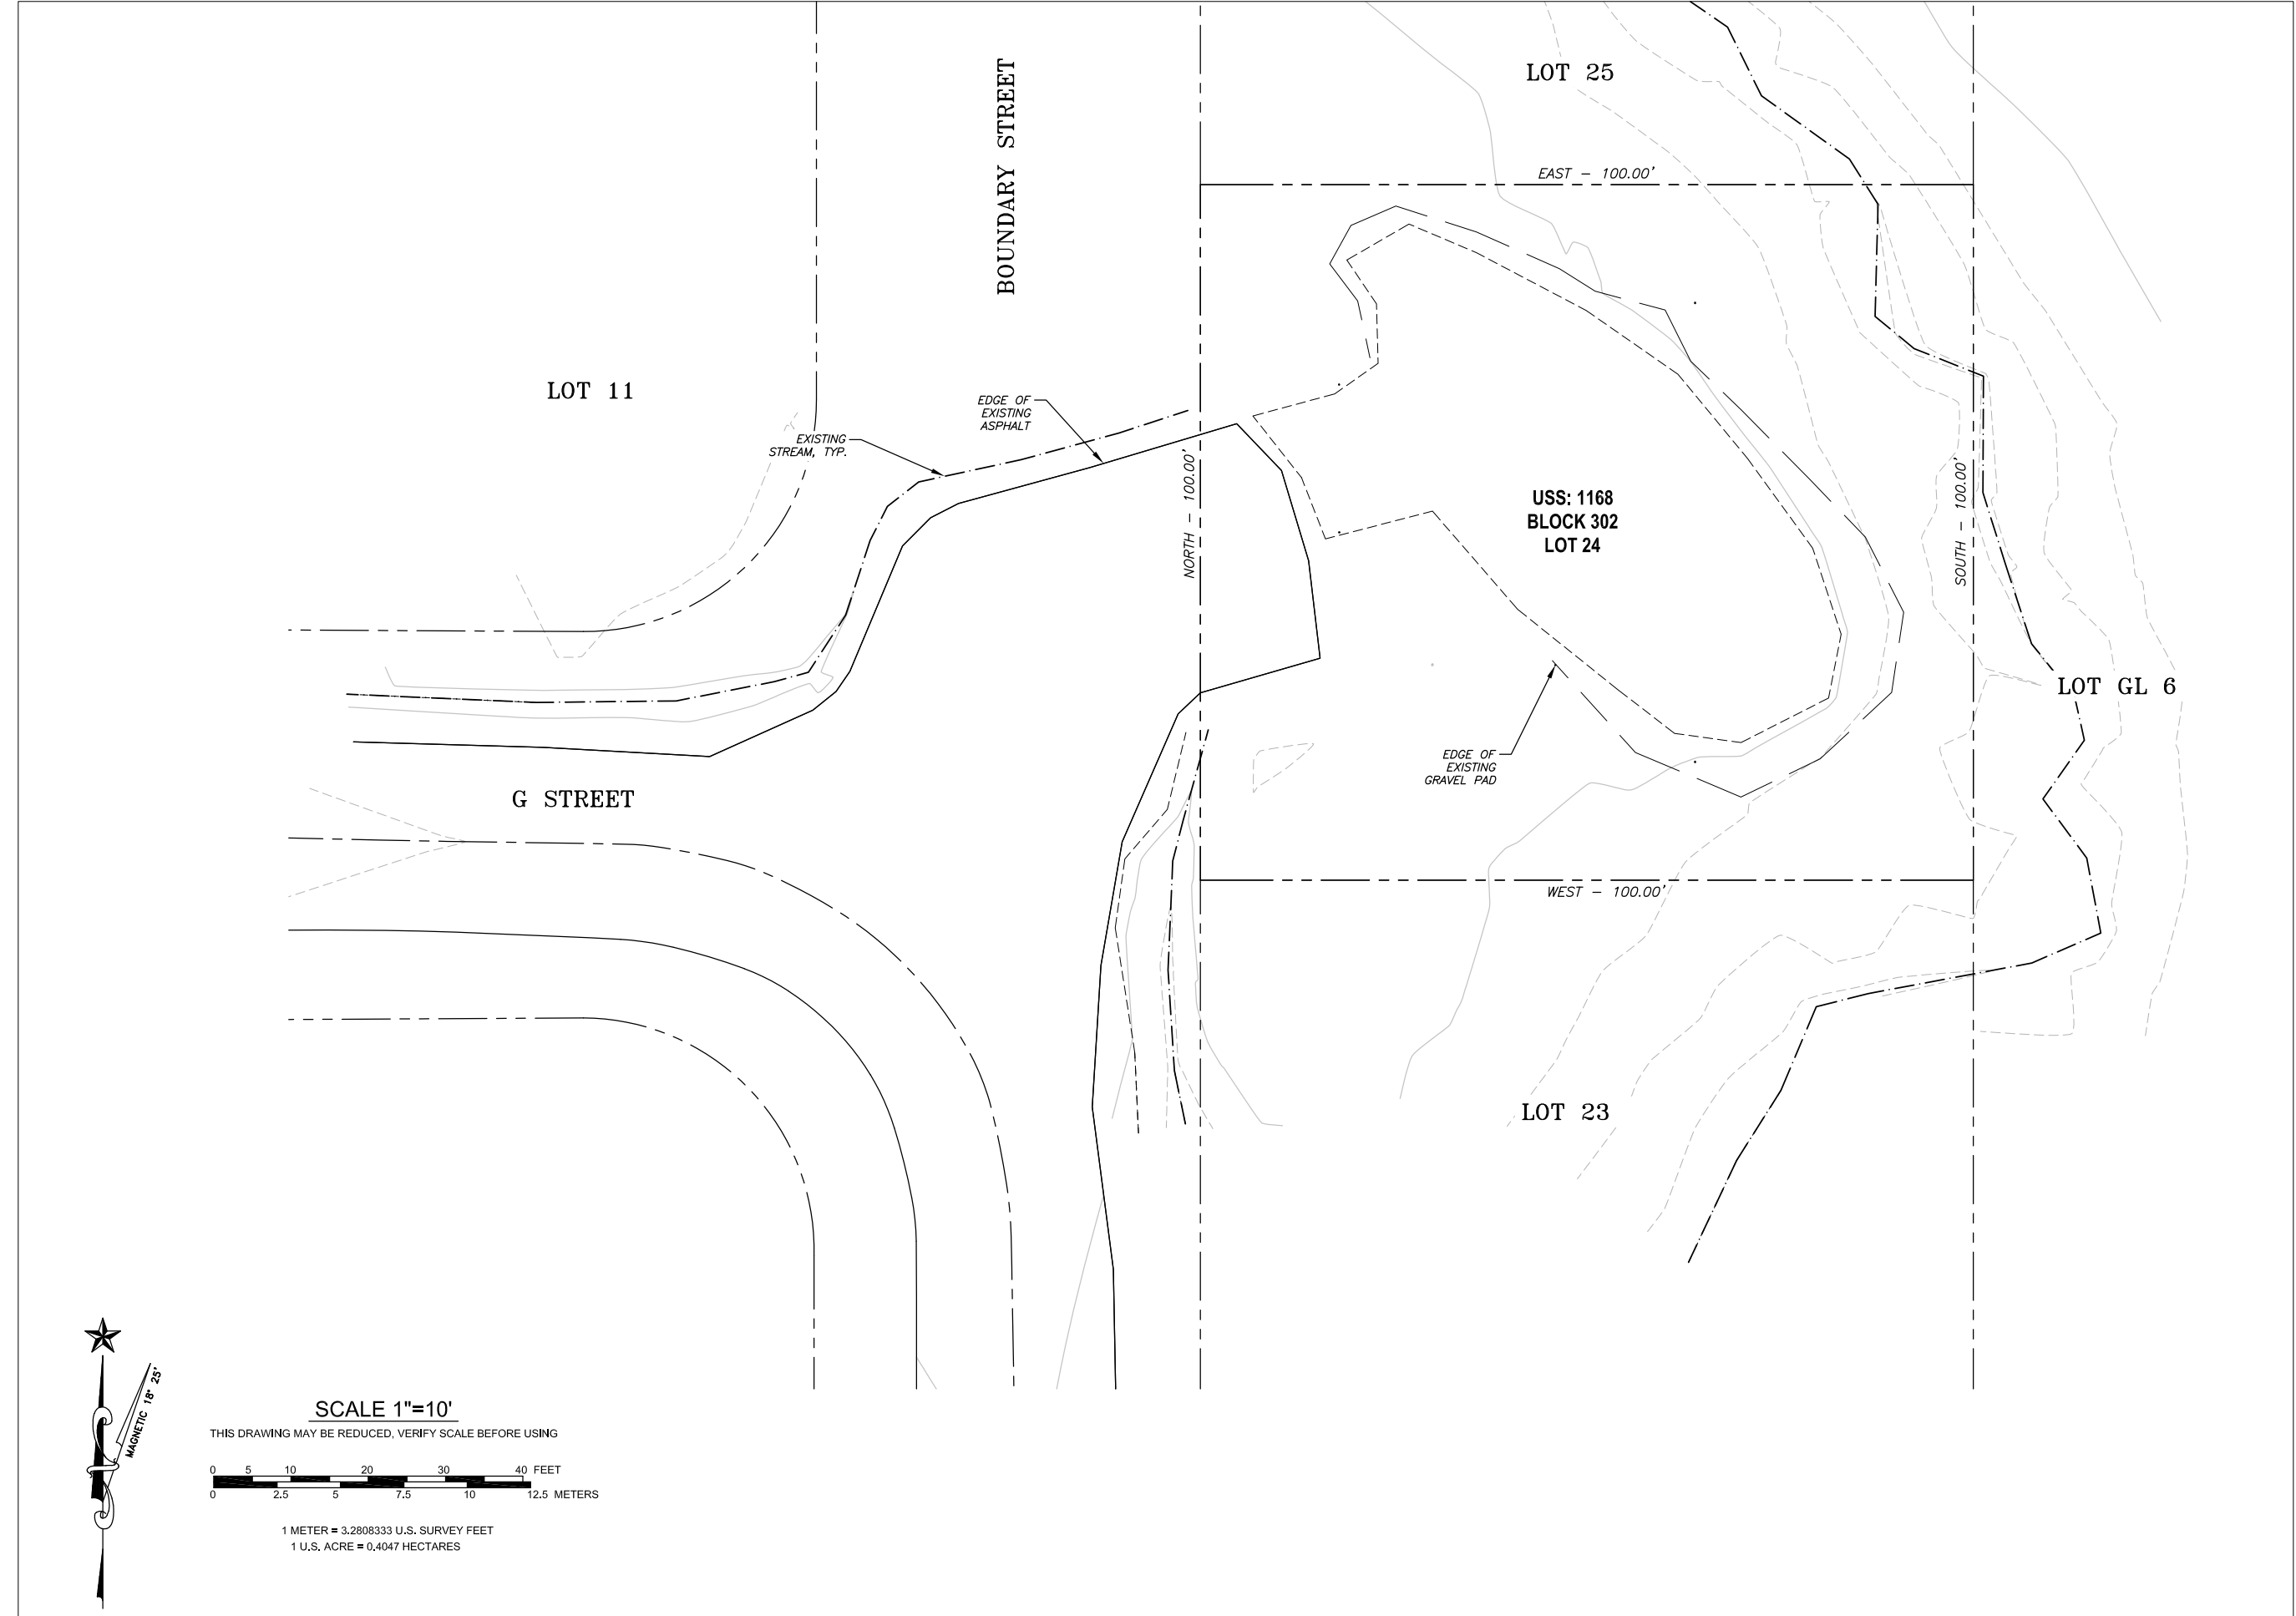 LOT 25
BOUNDARY STREET
EAST - 100.00'
LOT 11
EDGE OF
EXISTING
ASPHALT
EXISTING
STREAM, TYP.
NORTH - 100.00'
USS: 1168
BLOCK 302
LOT 24
SOUTH - 100.00'
LOT GL 6
EDGE OF
EXISTING
GRAVEL PAD
G STREET
WEST - 100.00'
LOT 23
MAGNETIC 18° 25'
SCALE 1"=10'
THIS DRAWING MAY BE REDUCED, VERIFY SCALE BEFORE USING
0 5 10 20 30 40 FEET
0 2.5 5 7.5 10 12.5 METERS
1 METER = 3.2808333 U.S. SURVEY FEET
1 U.S. ACRE = 0.4047 HECTARES